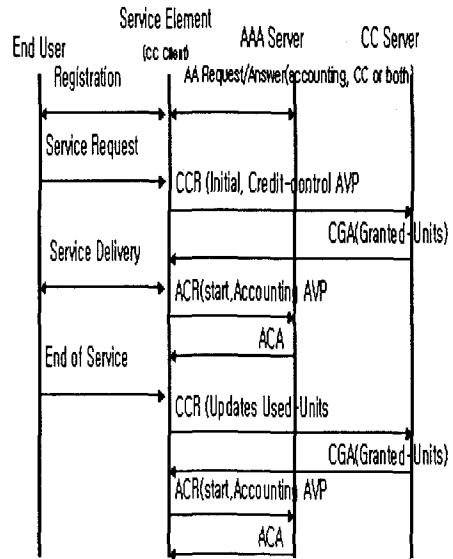 Service Element
End User
(CC Client)
AAA Server
CC Server
Registration
AA Request/Answer(accounting, CC or both)
Service Request
CCR (Initial, Credit-control AVP
CGA(Granted-Units)
Service Delivery
ACR(start,Accounting AVP
ACA
End of Service
CCR (Updates Used-Units
CGA(Granted-Units)
ACR(start,Accounting AVP
ACA